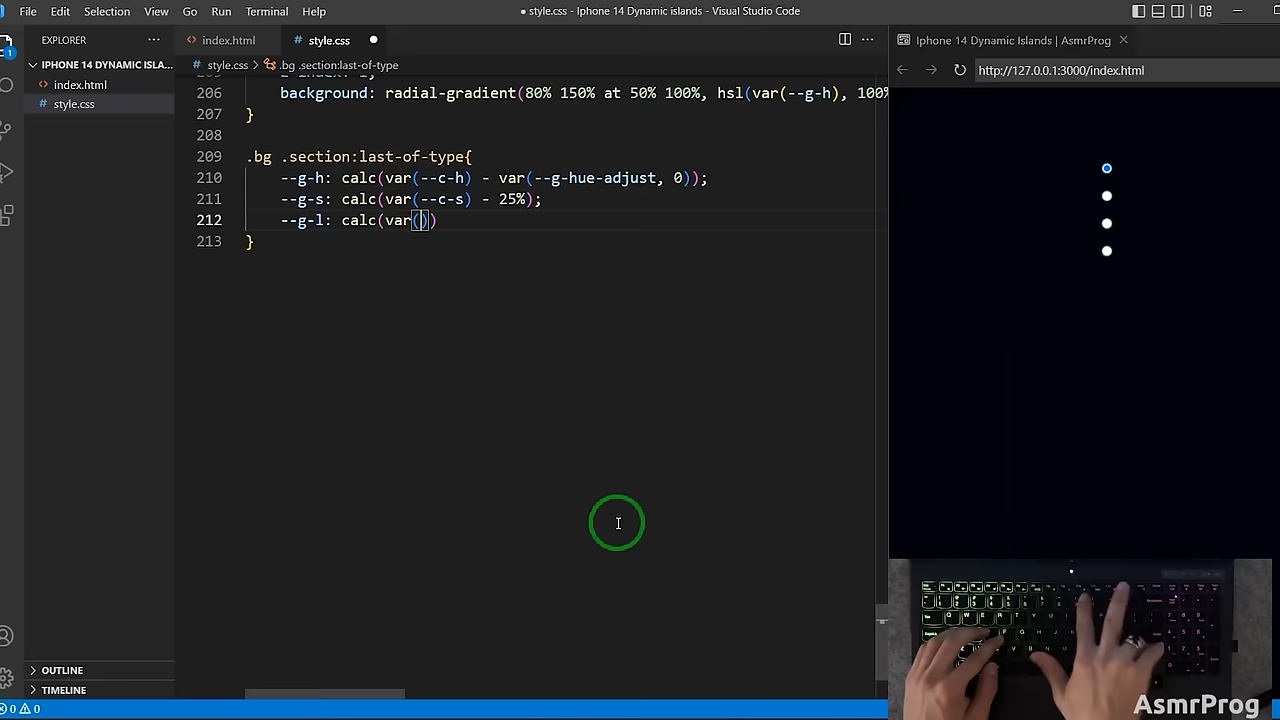 File Edit Selection View Go Run Terminal Help
● style.css - Iphone 14 Dynamic islands - Visual Studio Code
EXPLORER ···
IPHONE 14 DYNAMIC ISLA...
index.html
style.css
OUTLINE
TIMELINE
1
index.html
# style.css ●
# style.css > .bg .section:last-of-type
206 background: radial-gradient(80% 150% at 50% 100%, hsl(var(--g-h), 100%
207 }
208
209 .bg .section:last-of-type{
210 --g-h: calc(var(--c-h) - var(--g-hue-adjust, 0));
211 --g-s: calc(var(--c-s) - 25%);
212 --g-l: calc(var())
213 }
0 0
Iphone 14 Dynamic Islands | AsmrProg
http://127.0.0.1:3000/index.html
AsmrProg